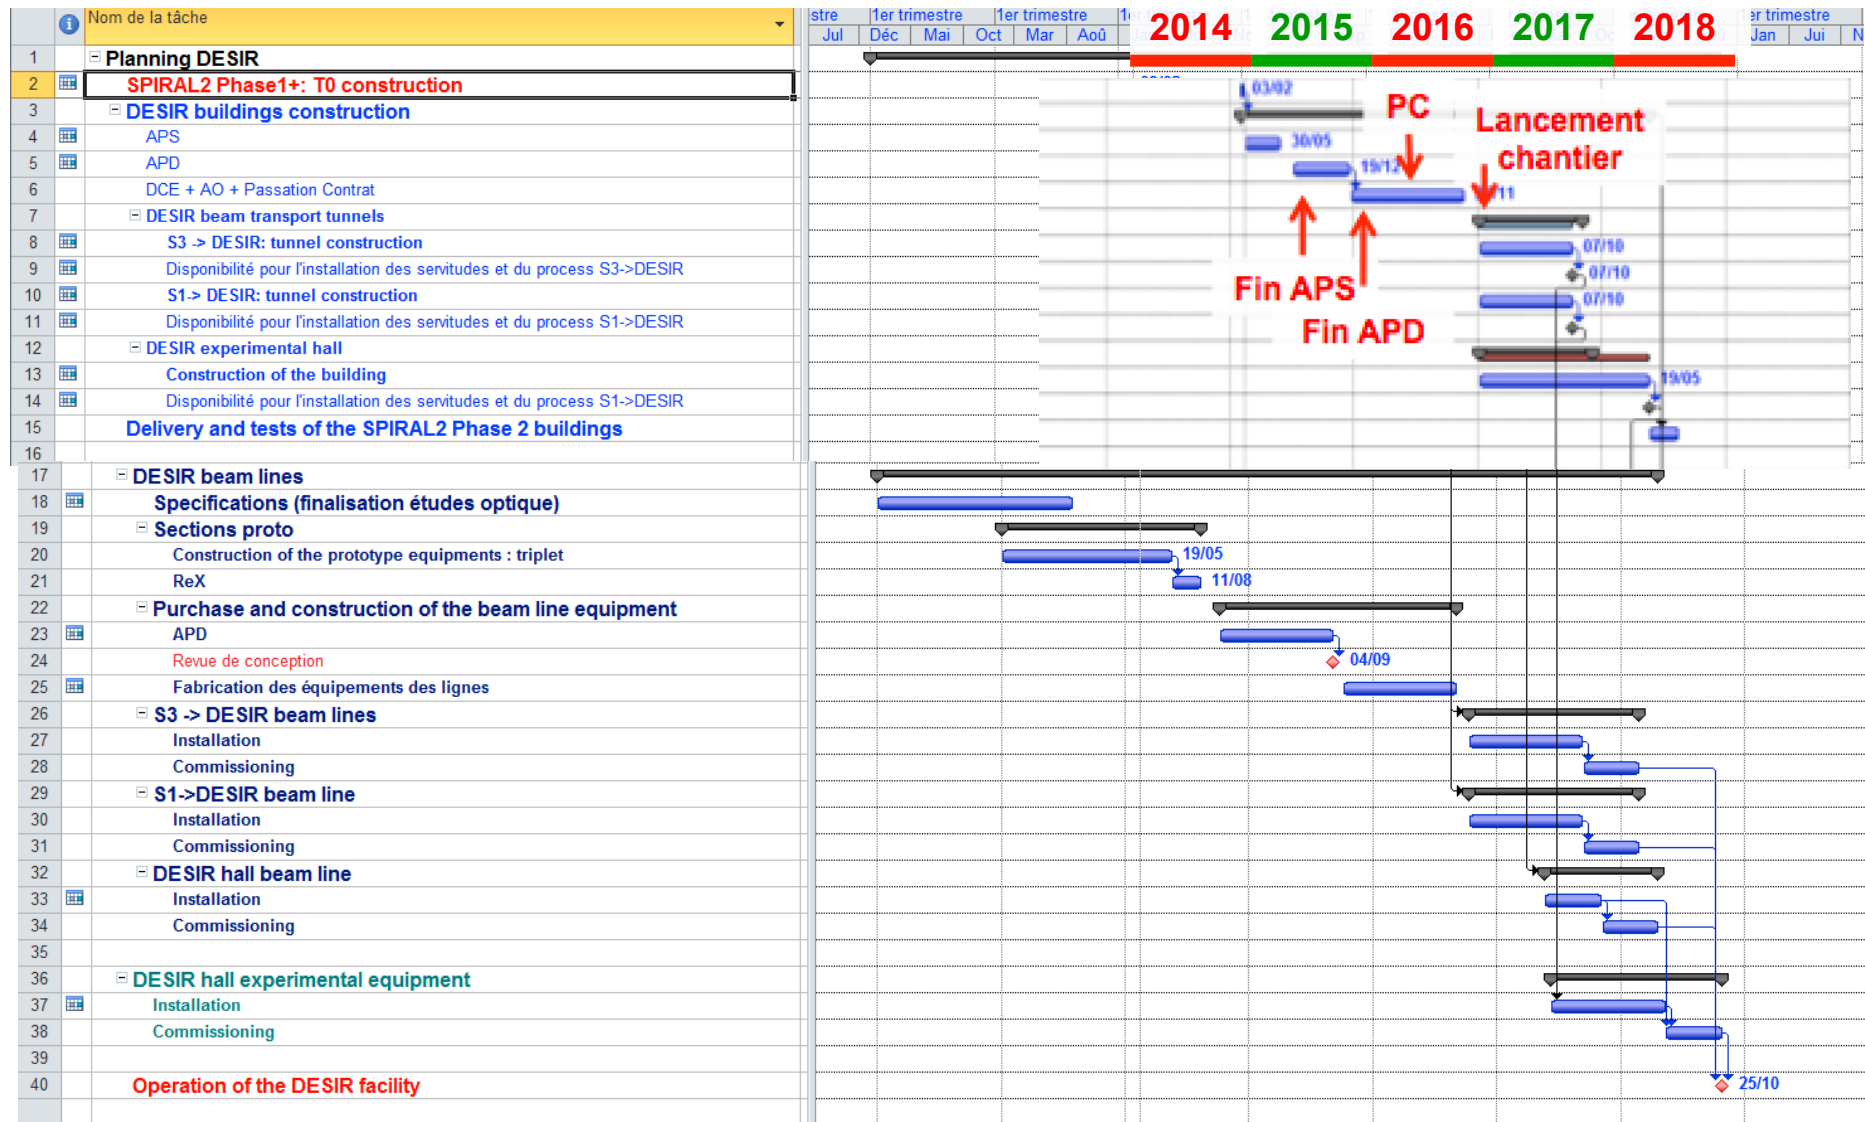 Nom de la tâche
stre 1er trimestre 1er trimestre er trimestre
Jul Déc Mai Oct Mar Aoû Jan Jui N
2014 2015 2016 2017 2018
1 Planning DESIR
2 SPIRAL2 Phase1+: T0 construction 03/02
3 DESIR buildings construction
PC
Lancement
chantier
4 APS 30/05
5 APD 19/12
6 DCE + AO + Passation Contrat
7 DESIR beam transport tunnels
8 S3 -> DESIR: tunnel construction 07/10
9 Disponibilité pour l'installation des servitudes et du process S3->DESIR 07/10
Fin APS
10 S1-> DESIR: tunnel construction 07/10
11 Disponibilité pour l'installation des servitudes et du process S1->DESIR
Fin APD
12 DESIR experimental hall
13 Construction of the building 19/05
14 Disponibilité pour l'installation des servitudes et du process S1->DESIR
15 Delivery and tests of the SPIRAL2 Phase 2 buildings
16
17 DESIR beam lines
18 Specifications (finalisation études optique)
19 Sections proto
20 Construction of the prototype equipments : triplet 19/05
21 ReX 11/08
22 Purchase and construction of the beam line equipment
23 APD
24 Revue de conception 04/09
25 Fabrication des équipements des lignes
26 S3 -> DESIR beam lines
27 Installation
28 Commissioning
29 S1->DESIR beam line
30 Installation
31 Commissioning
32 DESIR hall beam line
33 Installation
34 Commissioning
35
36 DESIR hall experimental equipment
37 Installation
38 Commissioning
39
40 Operation of the DESIR facility 25/10